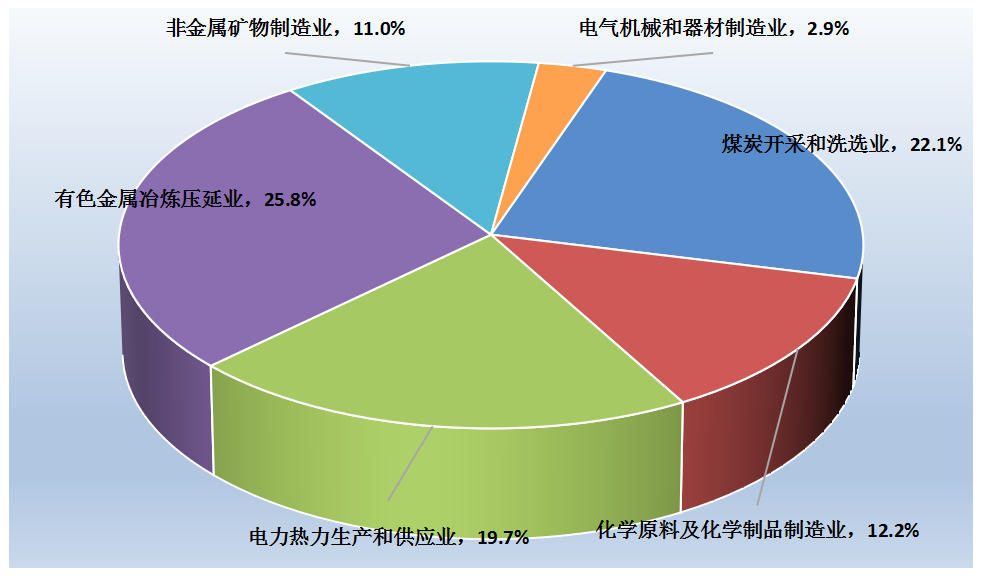 非金属矿物制造业，11.0%
电气机械和器材制造业，2.9%
煤炭开采和洗选业，22.1%
有色金属冶炼压延业，25.8%
电力热力生产和供应业，19.7%
化学原料及化学制品制造业，12.2%